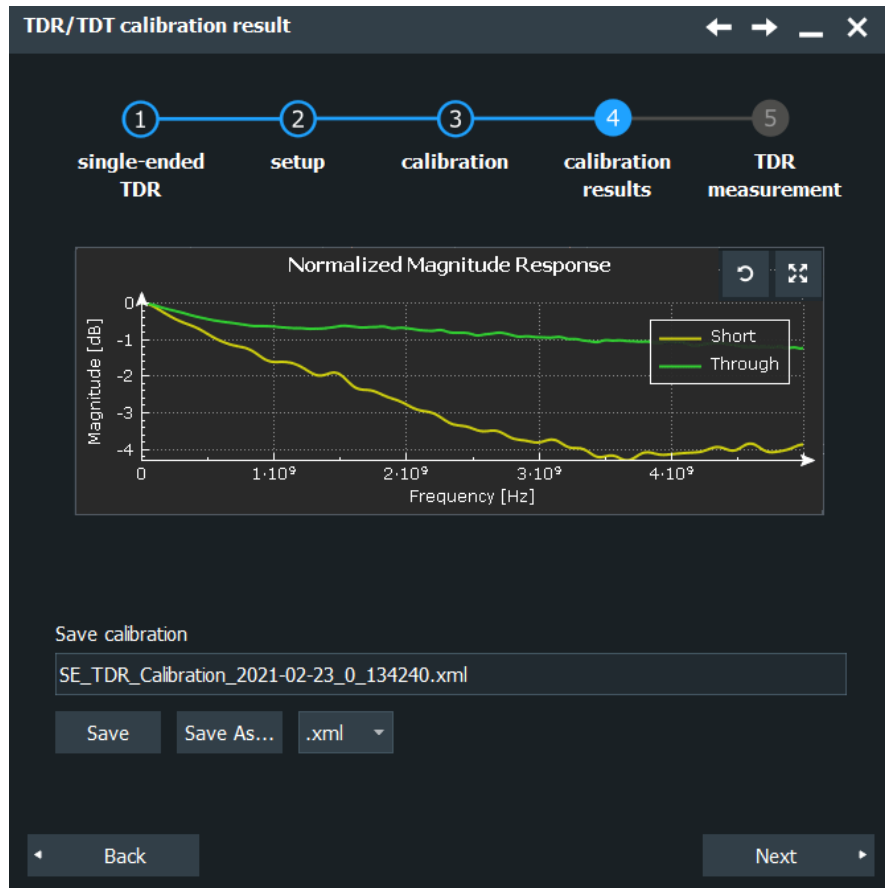 TDR/TDT calibration result
1 2 3 4 5
single-ended TDR
setup
calibration
calibration results
TDR measurement
Normalized Magnitude Response
Magnitude [dB]
0
-1
-2
-3
-4
Short
Through
0 1·10⁹ 2·10⁹ 3·10⁹ 4·10⁹
Frequency [Hz]
Save calibration
SE_TDR_Calibration_2021-02-23_0_134240.xml
Save Save As... .xml
Back Next